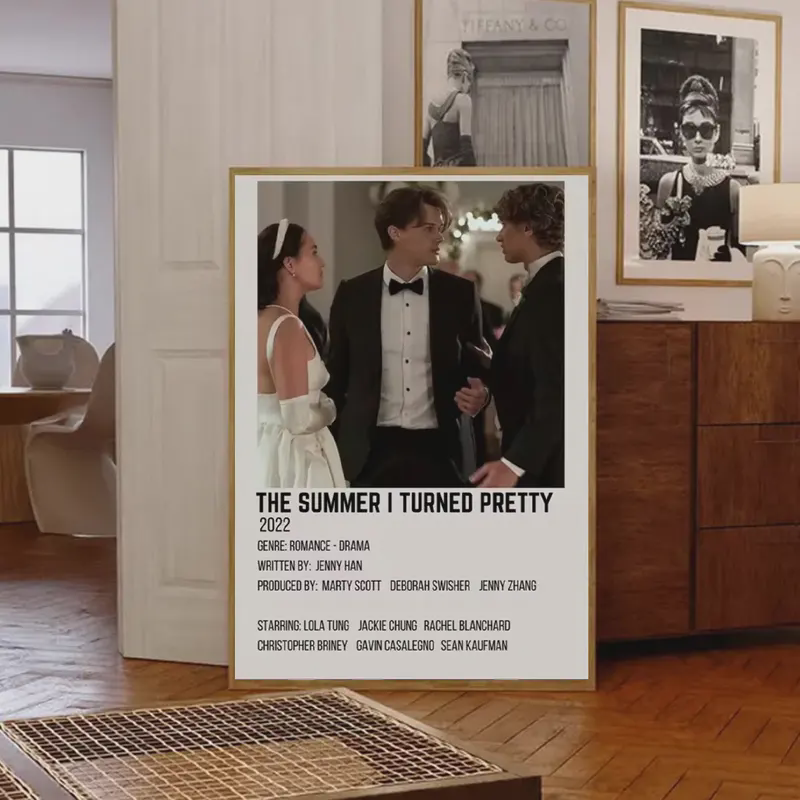 TIFFANY & CO
THE SUMMER I TURNED PRETTY
2022
GENRE: ROMANCE - DRAMA
WRITTEN BY: JENNY HAN
PRODUCED BY: MARTY SCOTT DEBORAH SWISHER JENNY ZHANG
STARRING: LOLA TUNG JACKIE CHUNG RACHEL BLANCHARD
CHRISTOPHER BRINEY GAVIN CASALEGNO SEAN KAUFMAN